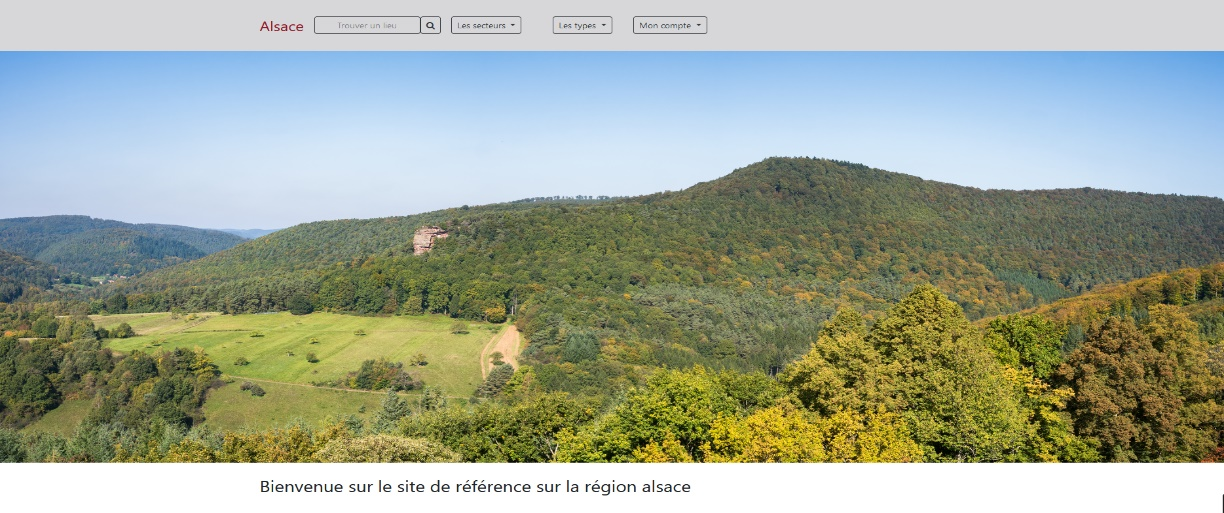 Alsace Trouver un lieu Les secteurs Les types Mon compte
Bienvenue sur le site de référence sur la région alsace